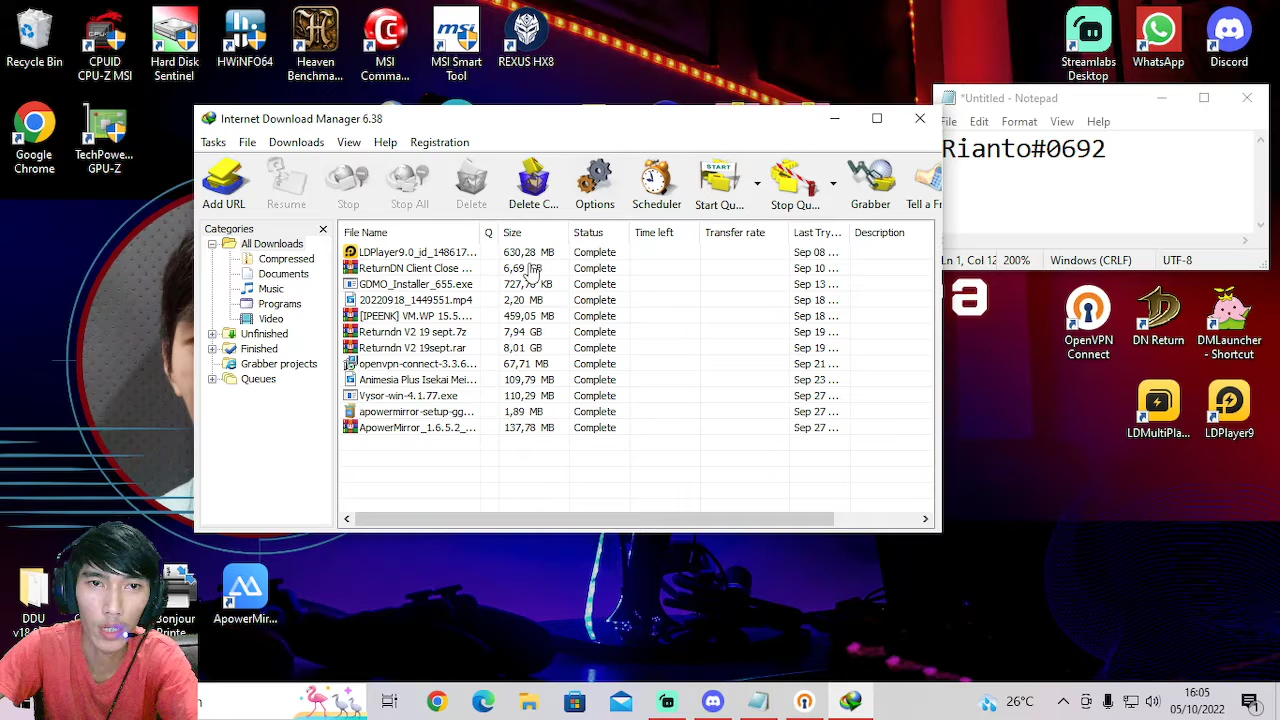 Recycle Bin
CPUID
CPU-Z MSI
Hard Disk
Sentinel
HWiNFO64
Heaven
Benchma...
MSI
MSI Smart
Tool
REXUS HX8
Streamlabs
Desktop
WhatsApp
Discord
Google
TechPowe...
GPU-Z
Internet Download Manager 6.38
Tasks File Downloads View Help Registration
Add URL Resume Stop Stop All Delete Delete C... Options Scheduler Start Qu... Stop Qu... Grabber Tell a Fr
START
Categories
All Downloads
Compressed
Documents
Music
Programs
Video
Unfinished
Finished
Grabber projects
Queues
File Name Q Size Status Time left Transfer rate Last Try... Description
LDPlayer9.0_id_148617... 630,28 MB Complete Sep 08 ...
ReturnDN Client Close ... 6,69 Complete Sep 10 ...
GDMO_Installer_655.exe KB Complete Sep 13 ...
20220918_1449551.mp4 2,20 MB Complete Sep 18 ...
[IPEENK] VM.WP 15.5.... 459,05 MB Complete Sep 18 ...
Returndn V2 19 sept.7z 7,94 GB Complete Sep 19 ...
Returndn V2 19sept.rar 8,01 GB Complete Sep 19 ...
openvpn-connect-3.3.6... 67,71 MB Complete Sep 21 ...
Animesia Plus Isekai Mei... 109,79 MB Complete Sep 23 ...
Vysor-win-4.1.77.exe 110,29 MB Complete Sep 27 ...
apowermirror-setup-gg... 1,89 MB Complete Sep 27 ...
ApowerMirror_1.6.5.2_... 137,78 MB Complete Sep 27 ...
*Untitled - Notepad
File Edit Format View Help
Rianto#0692
Ln 1, Col 12 200% Windows (CRLF) UTF-8
a
OpenVPN
Connect
DN Return
DMLauncher
- Shortcut
LDMultiPla...
LDPlayer9
DDU
v18.0
Bonjour
Printe
ApowerMir...
26°C
16:05
05/10/2022